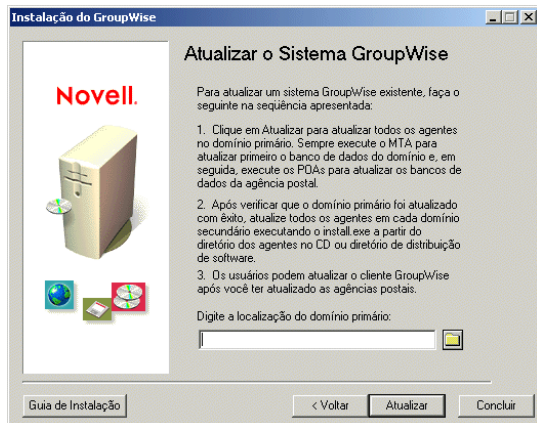 Instalação do GroupWise
Atualizar o Sistema GroupWise
Novell.
Para atualizar um sistema GroupWise existente, faça o
seguinte na seqüência apresentada:
1. Clique em Atualizar para atualizar todos os agentes
no domínio primário. Sempre execute o MTA para
atualizar primeiro o banco de dados do domínio e, em
seguida, execute os POAs para atualizar os bancos de
dados da agência postal.
2. Após verificar que o domínio primário foi atualizado
com êxito, atualize todos os agentes em cada domínio
secundário executando o install.exe a partir do
diretório dos agentes no CD ou diretório de distribuição
de software.
3. Os usuários podem atualizar o cliente GroupWise
após você ter atualizado as agências postais.
Digite a localização do domínio primário:
Guia de Instalação
< Voltar
Atualizar
Concluir